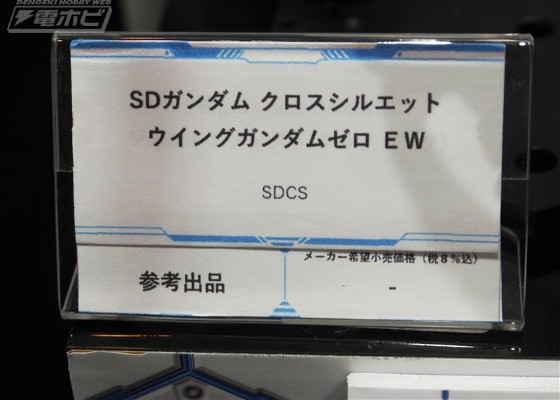 DENGEKI HOBBY WEB
電ホビ
SDガンダム クロスシルエット
ウイングガンダムゼロ EW
SDCS
メーカー希望小売価格（税８％込）
参考出品
-